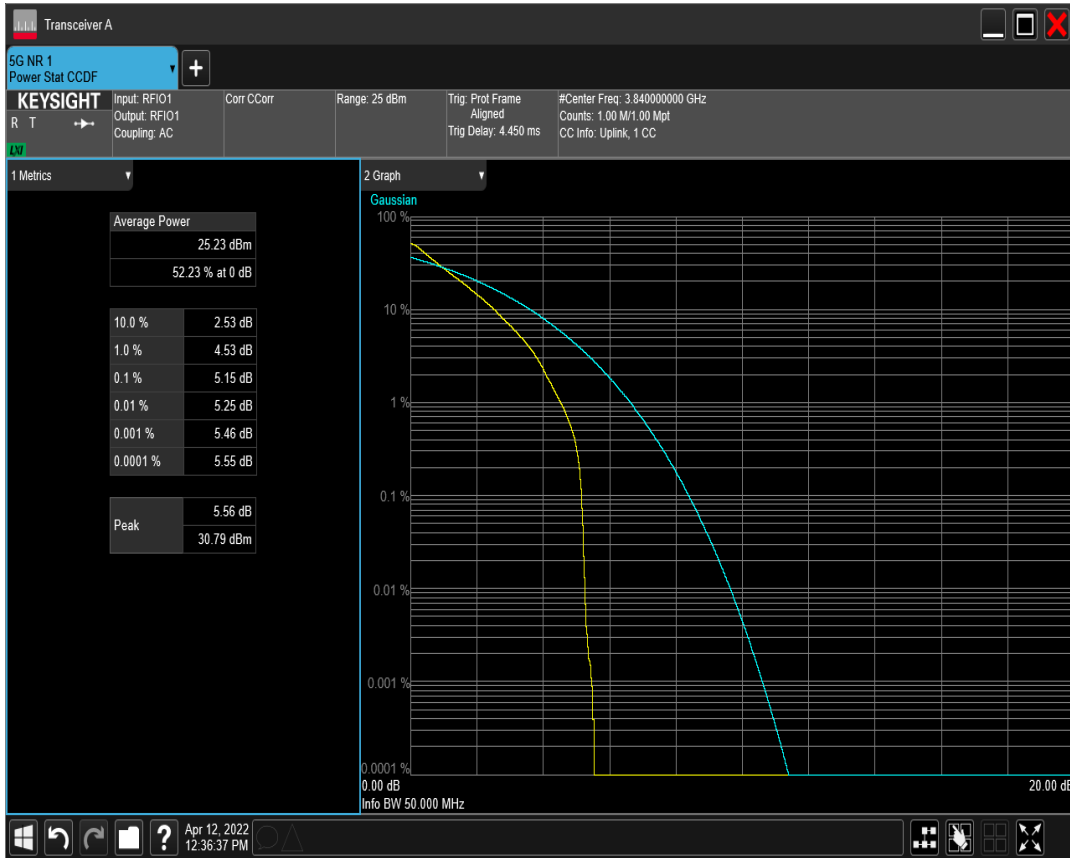 Transceiver A
5G NR 1
Power Stat CCDF
KEYSIGHT
R T
LXI
Input: RFIO1
Output: RFIO1
Coupling: AC
Corr CCorr
Range: 25 dBm
Trig: Prot Frame
Aligned
Trig Delay: 4.450 ms
#Center Freq: 3.840000000 GHz
Counts: 1.00 M/1.00 Mpt
CC Info: Uplink, 1 CC
1 Metrics
Average Power
25.23 dBm
52.23 % at 0 dB
10.0 % 2.53 dB
1.0 % 4.53 dB
0.1 % 5.15 dB
0.01 % 5.25 dB
0.001 % 5.46 dB
0.0001 % 5.55 dB
Peak
5.56 dB
30.79 dBm
2 Graph
Gaussian
100 %
10 %
1 %
0.1 %
0.01 %
0.001 %
0.0001 %
0.00 dB 20.00 dB
Info BW 50.000 MHz
?
Apr 12, 2022
12:36:37 PM